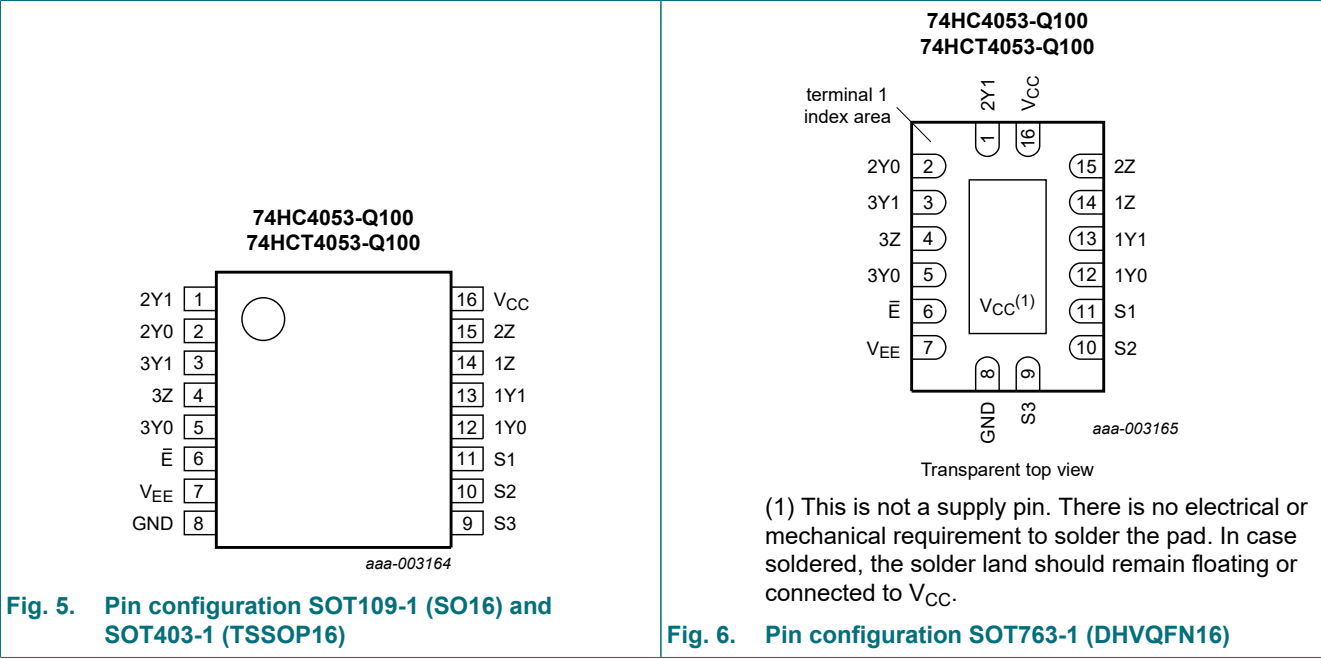 74HC4053-Q100
74HCT4053-Q100
2Y1 1
2Y0 2
3Y1 3
3Z 4
3Y0 5
Ē 6
VEE 7
GND 8
16 VCC
15 2Z
14 1Z
13 1Y1
12 1Y0
11 S1
10 S2
9 S3
aaa-003164
Fig. 5. Pin configuration SOT109-1 (SO16) and
SOT403-1 (TSSOP16)
74HC4053-Q100
74HCT4053-Q100
terminal 1
index area
2Y1
VCC
1
16
2Y0 2
3Y1 3
3Z 4
3Y0 5
Ē 6
VEE 7
15 2Z
14 1Z
13 1Y1
12 1Y0
11 S1
10 S2
VCC(1)
8
9
GND
S3
aaa-003165
Transparent top view
(1) This is not a supply pin. There is no electrical or
mechanical requirement to solder the pad. In case
soldered, the solder land should remain floating or
connected to VCC.
Fig. 6. Pin configuration SOT763-1 (DHVQFN16)